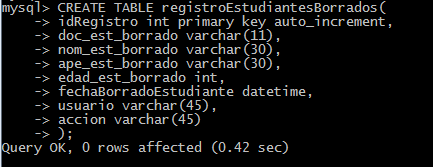 mysql> CREATE TABLE registroEstudiantesBorrados(
-> idRegistro int primary key auto_increment,
-> doc_est_borrado varchar(11),
-> nom_est_borrado varchar(30),
-> ape_est_borrado varchar(30),
-> edad_est_borrado int,
-> fechaBorradoEstudiante datetime,
-> usuario varchar(45),
-> accion varchar(45)
-> );
Query OK, 0 rows affected (0.42 sec)